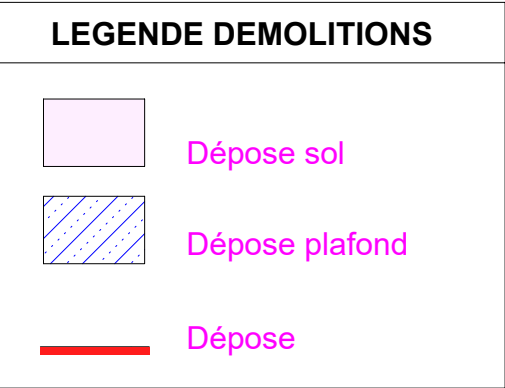 LEGENDE DEMOLITIONS
Dépose sol
Dépose plafond
Dépose